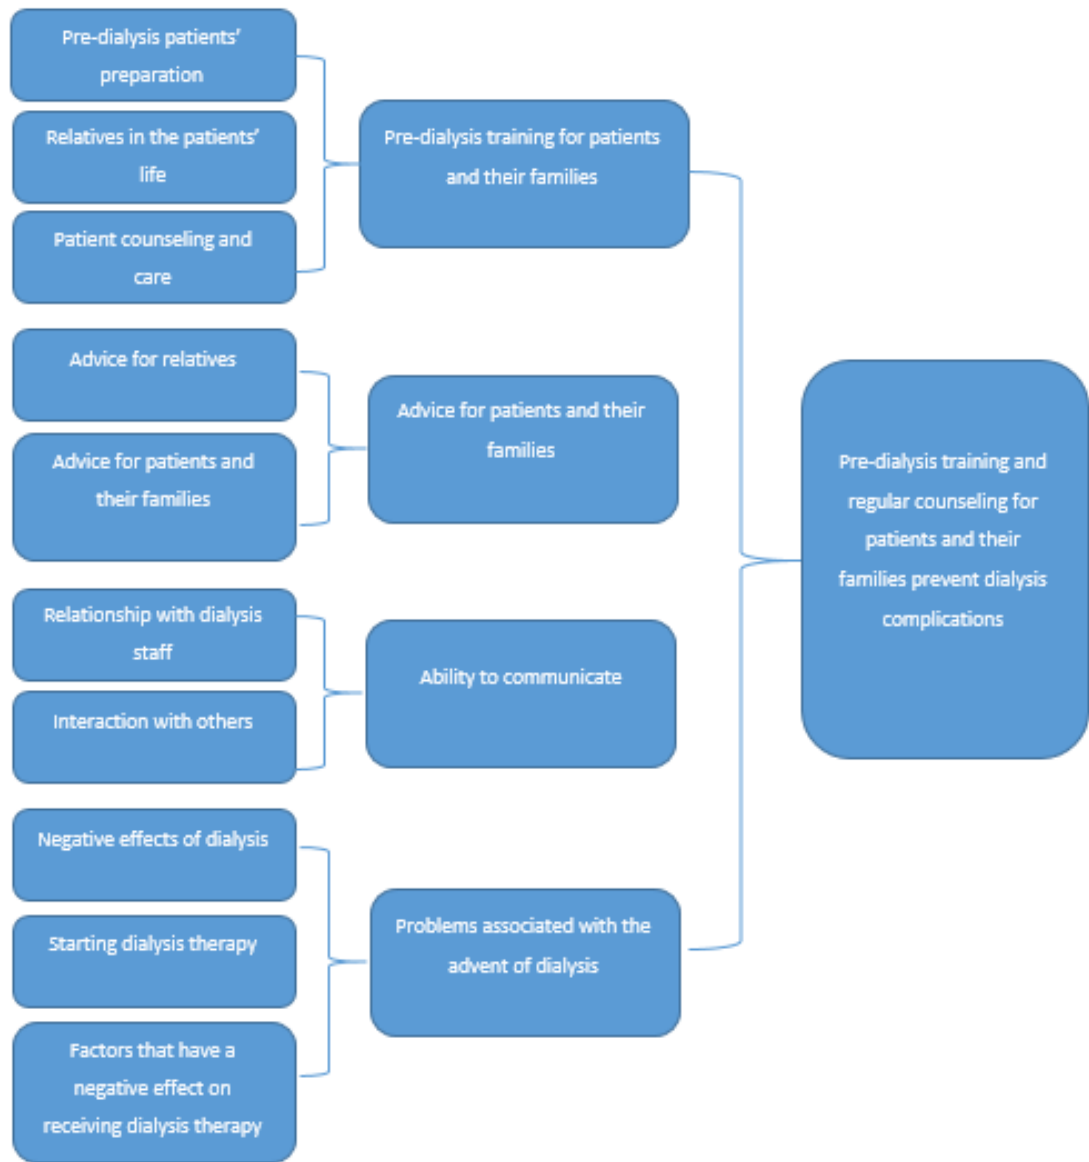 Pre-dialysis patients’
preparation
Relatives in the patients’
life
Patient counseling and
care
Pre-dialysis training for patients
and their families
Advice for relatives
Advice for patients and
their families
Advice for patients and their
families
Relationship with dialysis
staff
Interaction with others
Ability to communicate
Negative effects of dialysis
Starting dialysis therapy
Factors that have a
negative effect on
receiving dialysis therapy
Problems associated with the
advent of dialysis
Pre-dialysis training and
regular counseling for
patients and their
families prevent dialysis
complications